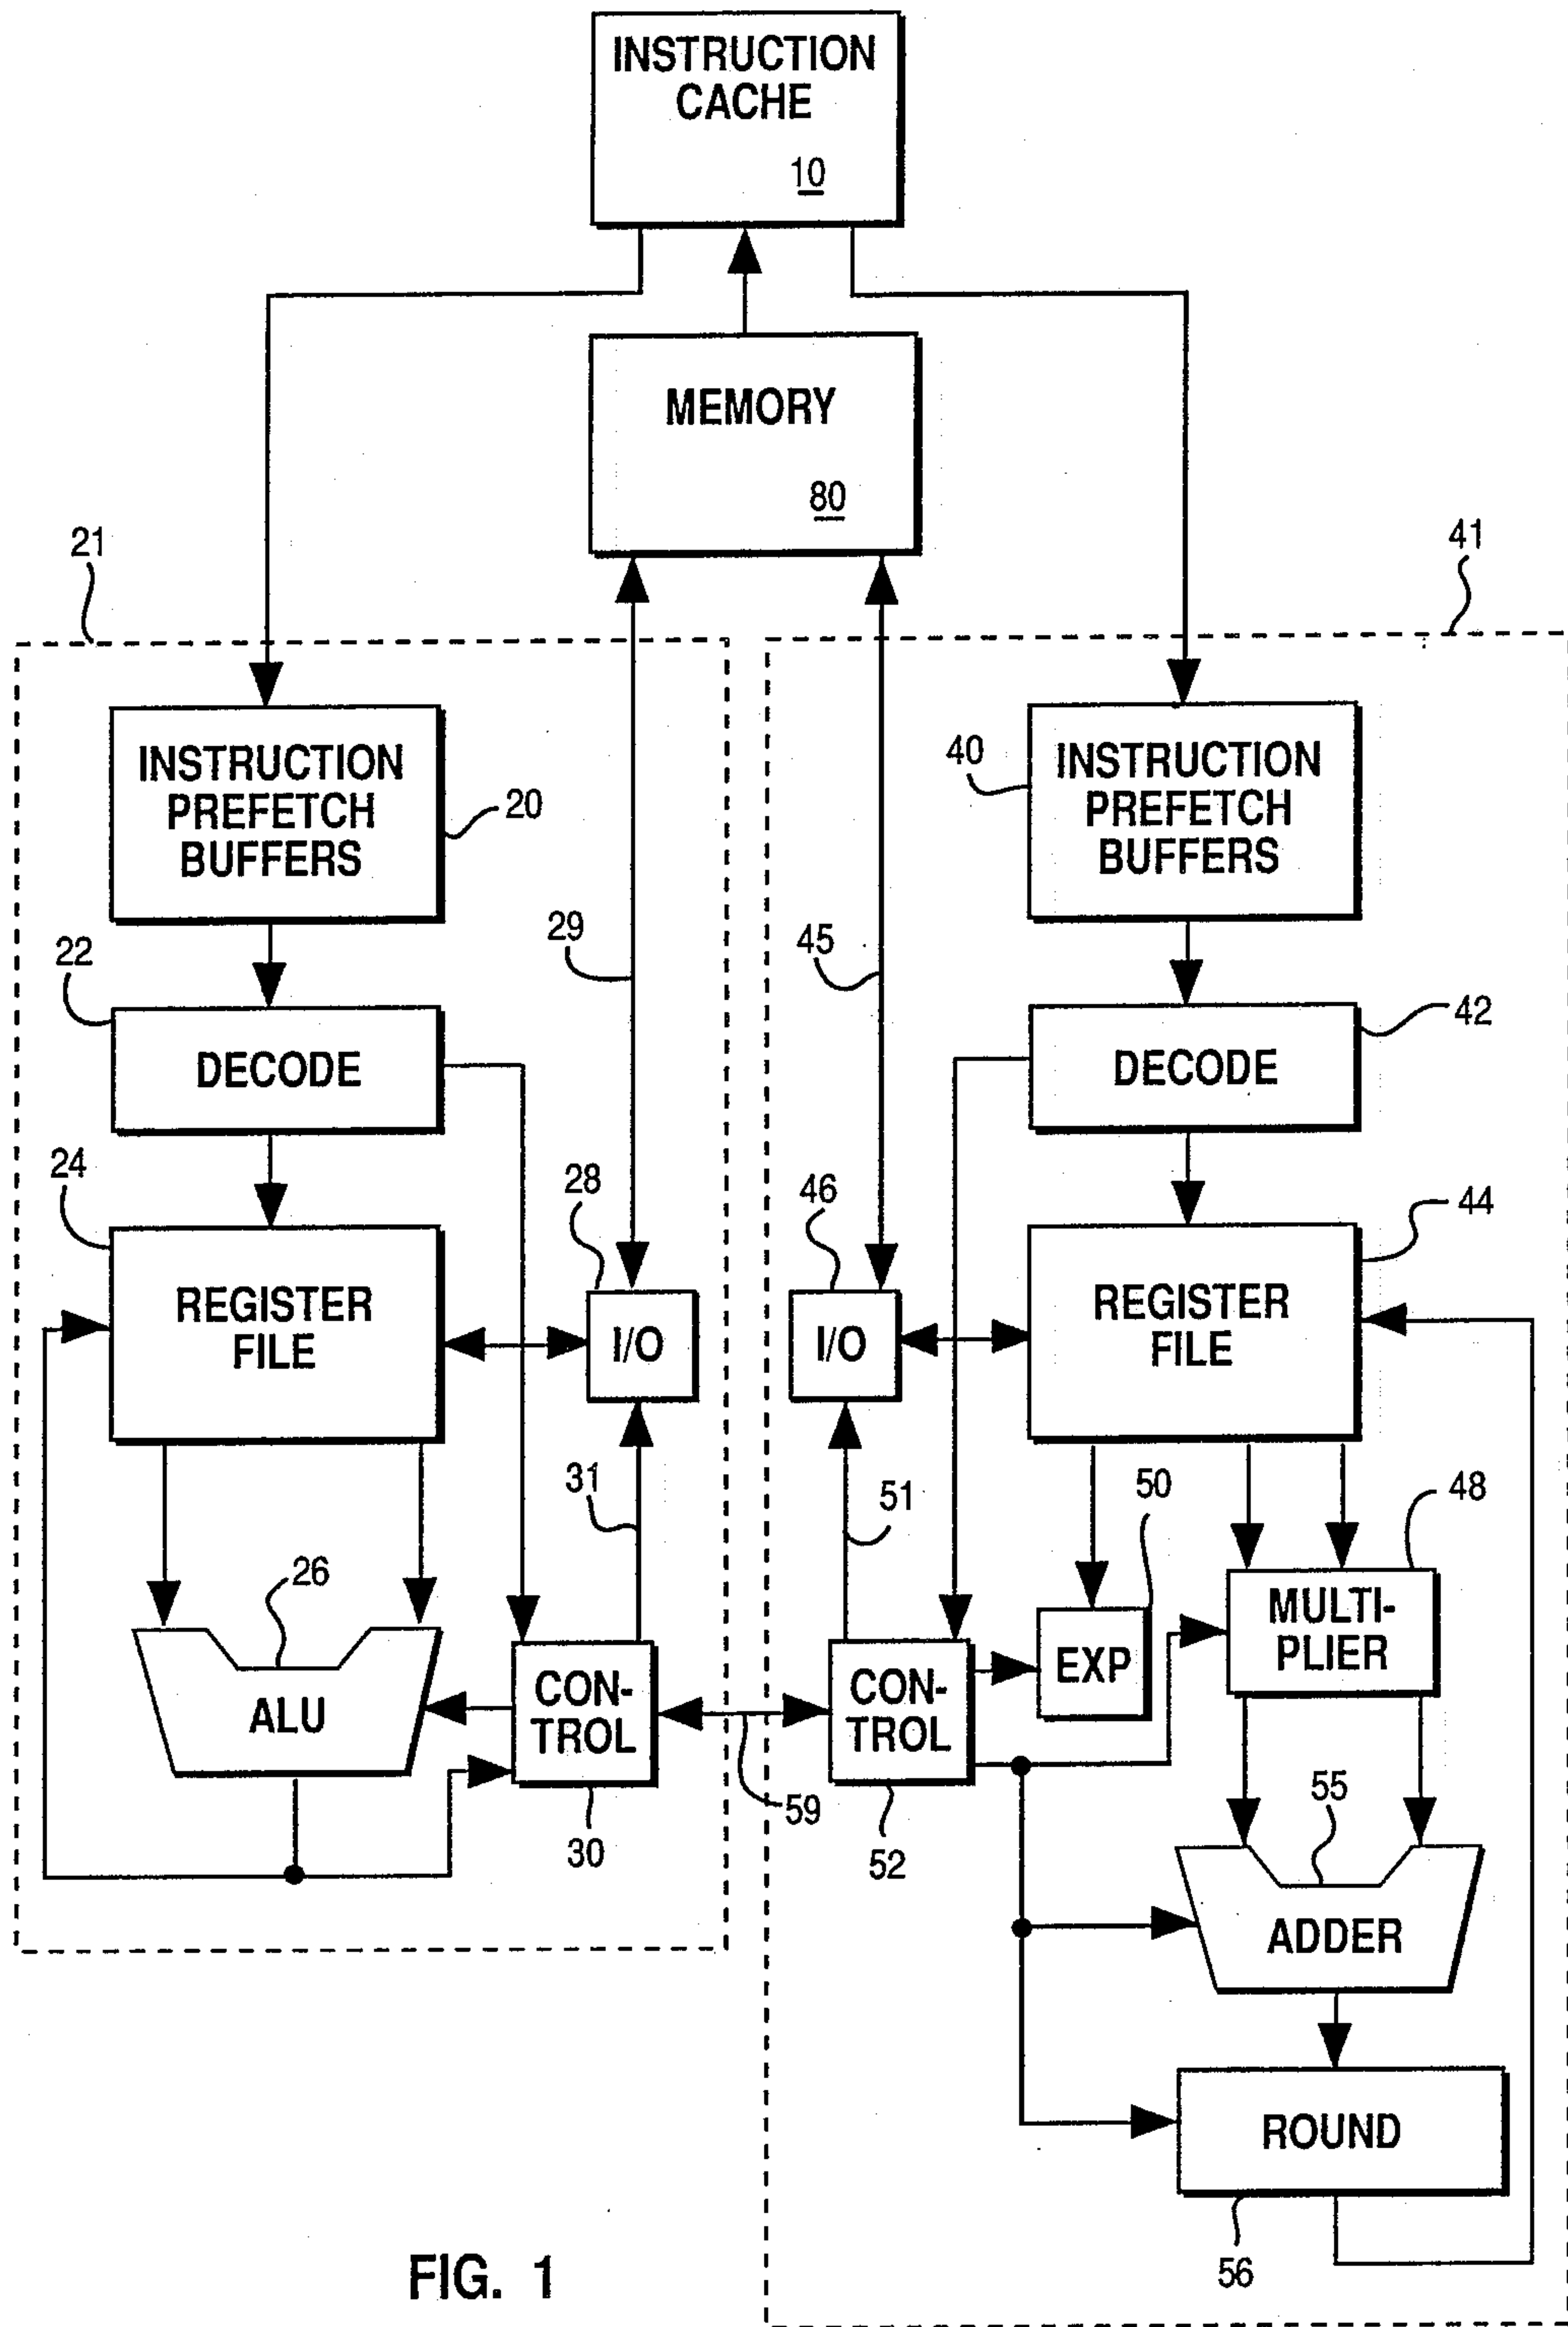 INSTRUCTION
CACHE
10
MEMORY
80
21
41
INSTRUCTION
PREFETCH
BUFFERS
20
40
INSTRUCTION
PREFETCH
BUFFERS
22
DECODE
29
45
DECODE
42
24
REGISTER
FILE
28
I/O
46
I/O
REGISTER
FILE
44
31
51
50
48
26
ALU
CON-
TROL
30
59
CON-
TROL
52
EXP
MULTI-
PLIER
55
ADDER
ROUND
56
FIG. 1